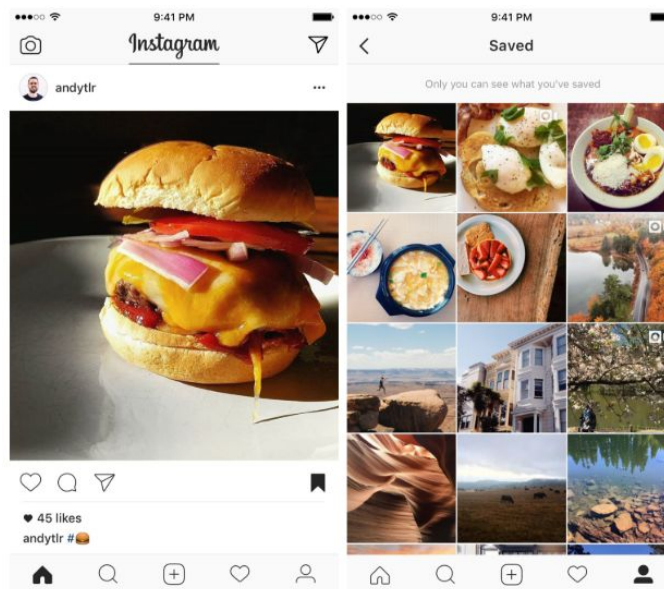 9:41 PM
Instagram
andytlr
45 likes
andytlr #🍔
9:41 PM
Saved
Only you can see what you've saved